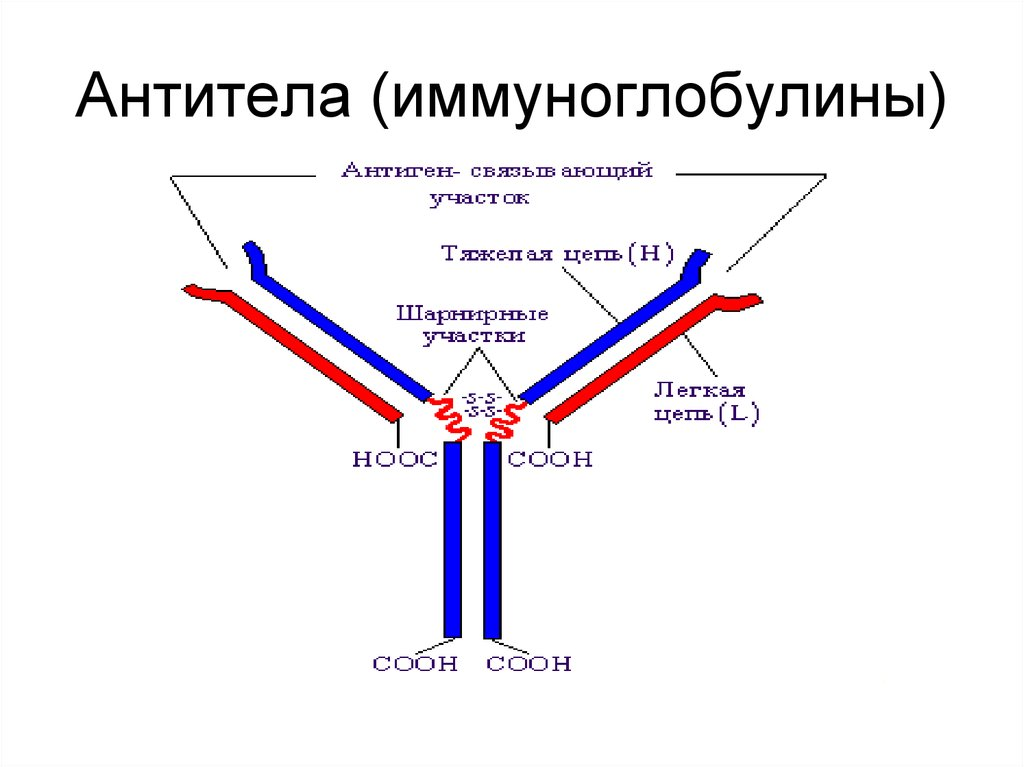 Антитела (иммуноглобулины)
Антиген- связывающий
участок
Тяжелая цепь(H)
Шарнирные
участки
-s-s-
-s-s-
Легкая
цепь(L)
HOOC
COOH
COOH
COOH